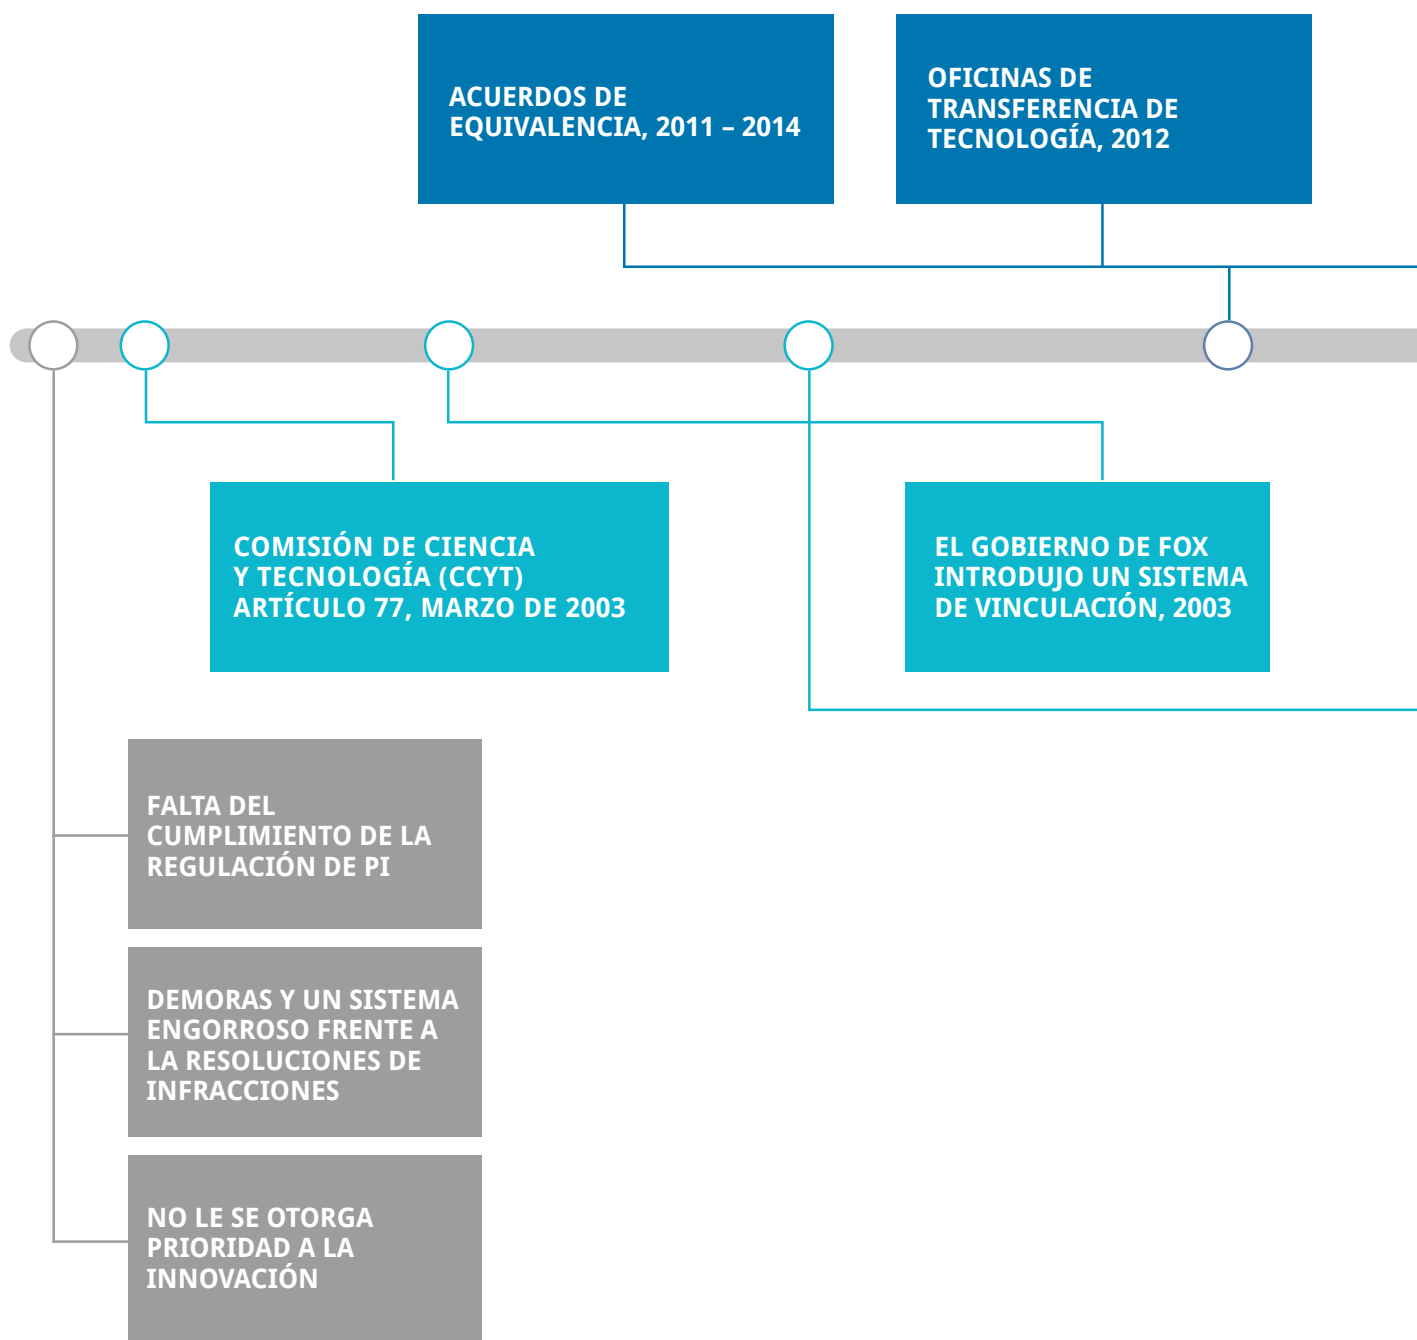 ACUERDOS DE
EQUIVALENCIA, 2011 – 2014
OFICINAS DE
TRANSFERENCIA DE
TECNOLOGÍA, 2012
COMISIÓN DE CIENCIA
Y TECNOLOGÍA (CCYT)
ARTÍCULO 77, MARZO DE 2003
EL GOBIERNO DE FOX
INTRODUJO UN SISTEMA
DE VINCULACIÓN, 2003
FALTA DEL
CUMPLIMIENTO DE LA
REGULACIÓN DE PI
DEMORAS Y UN SISTEMA
ENGORROSO FRENTE A
LA RESOLUCIONES DE
INFRACCIONES
NO LE SE OTORGA
PRIORIDAD A LA
INNOVACIÓN